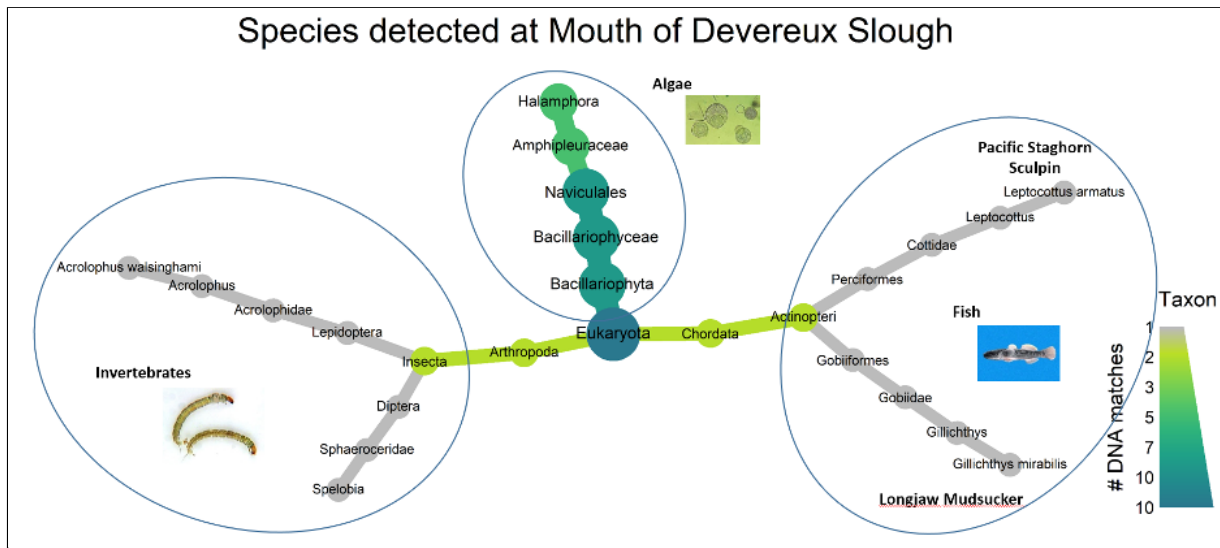 Species detected at Mouth of Devereux Slough
Algae
Halamphora
Amphipleuraceae
Naviculales
Bacillariophyceae
Bacillariophyta
Eukaryota
Invertebrates
Acrolophus walsinghami
Acrolophus
Acrolophidae
Lepidoptera
Insecta
Arthropoda
Diptera
Sphaeroceridae
Spelobia
Chordata
Actinopteri
Pacific Staghorn
Sculpin
Leptocottus armatus
Leptocottus
Cottidae
Perciformes
Fish
Gobiiformes
Gobiidae
Gillichthys
Gillichthys mirabilis
Longjaw Mudsucker
Taxon
# DNA matches
1
2
3
5
7
8
10